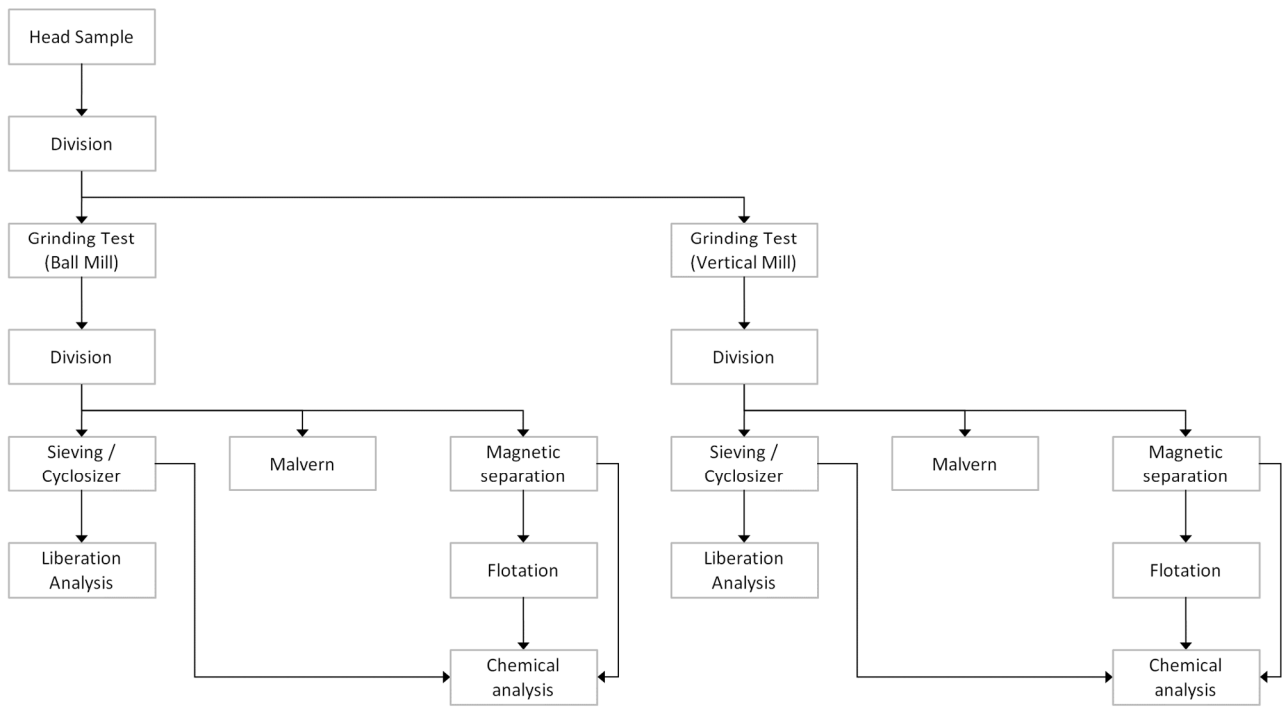 Head Sample
Division
Grinding Test
(Ball Mill)
Grinding Test
(Vertical Mill)
Division
Division
Sieving /
Cyclosizer
Malvern
Magnetic
separation
Sieving /
Cyclosizer
Malvern
Magnetic
separation
Liberation
Analysis
Flotation
Liberation
Analysis
Flotation
Chemical
analysis
Chemical
analysis